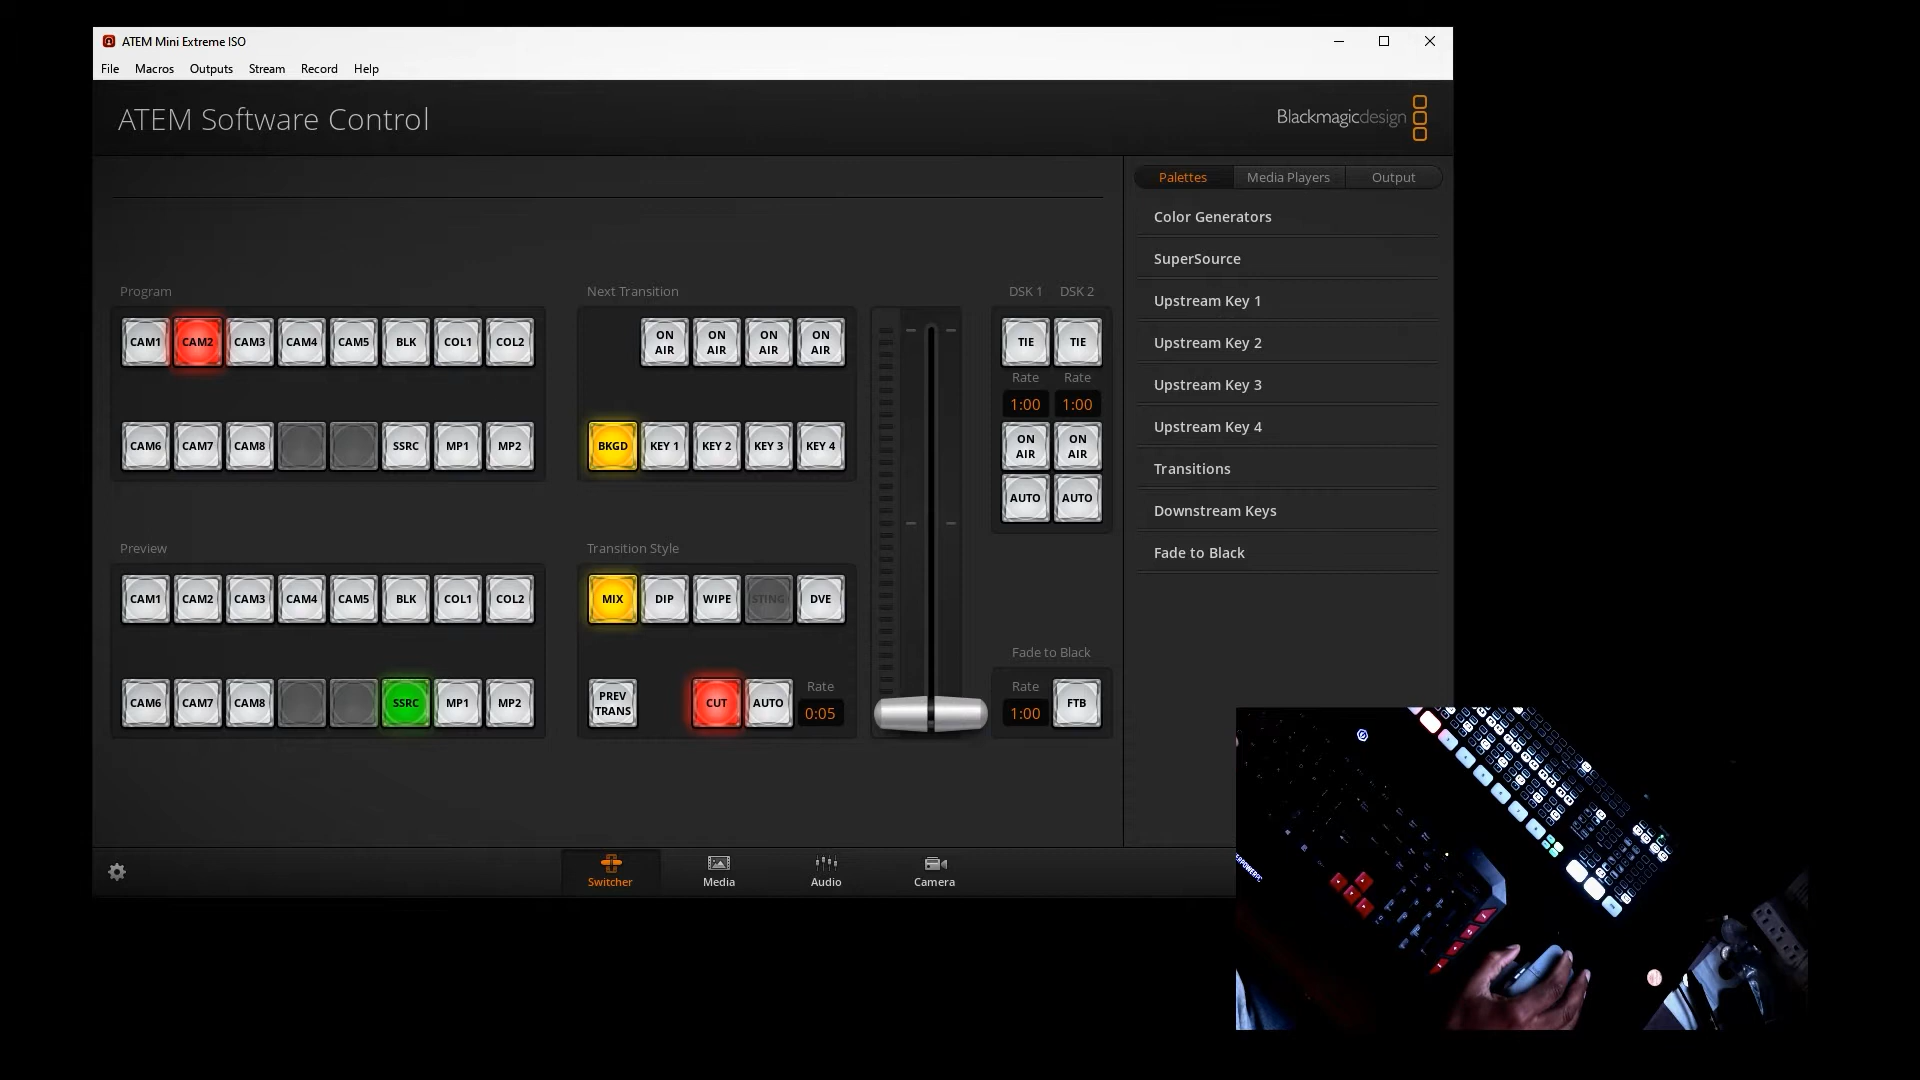 ATEM Mini Extreme ISO
File Macros Outputs Stream Record Help
ATEM Software Control
Blackmagicdesign
Palettes Media Players Output
Color Generators
SuperSource
Upstream Key 1
Upstream Key 2
Upstream Key 3
Upstream Key 4
Transitions
Downstream Keys
Fade to Black
Program
CAM1 CAM2 CAM3 CAM4 CAM5 BLK COL1 COL2
CAM6 CAM7 CAM8 SSRC MP1 MP2
Next Transition
ON AIR ON AIR ON AIR ON AIR
BKGD KEY 1 KEY 2 KEY 3 KEY 4
DSK 1 DSK 2
TIE TIE
Rate Rate
1:00 1:00
ON AIR ON AIR
AUTO AUTO
Preview
CAM1 CAM2 CAM3 CAM4 CAM5 BLK COL1 COL2
CAM6 CAM7 CAM8 SSRC MP1 MP2
Transition Style
MIX DIP WIPE STING DVE
PREV TRANS CUT AUTO
Rate
0:05
Fade to Black
Rate
1:00
FTB
Switcher Media Audio Camera